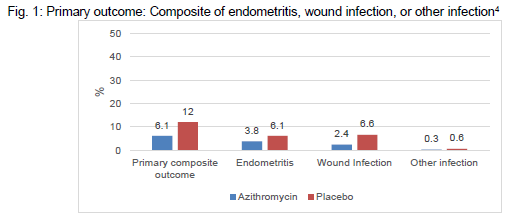 Fig. 1: Primary outcome: Composite of endometritis, wound infection, or other infection⁴
50
40
30
20
10
0
%
6.1 12
3.8 6.1
2.4 6.6
0.3 0.6
Primary composite outcome
Endometritis
Wound Infection
Other infection
Azithromycin Placebo